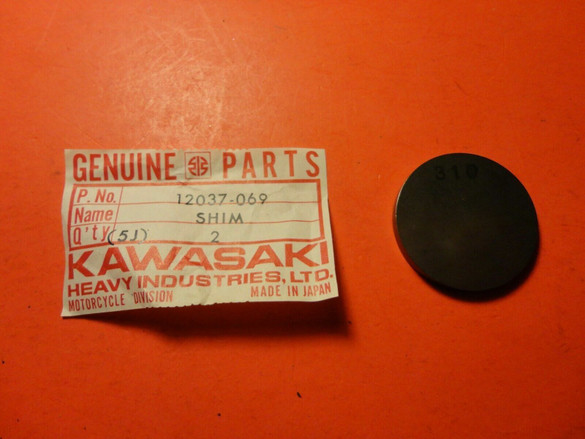 GENUINE PARTS
P. No. 12037-069
Name SHIM
Q'ty (5J) 2
KAWASAKI
HEAVY INDUSTRIES, LTD.
MOTORCYCLE DIVISION MADE IN JAPAN
310